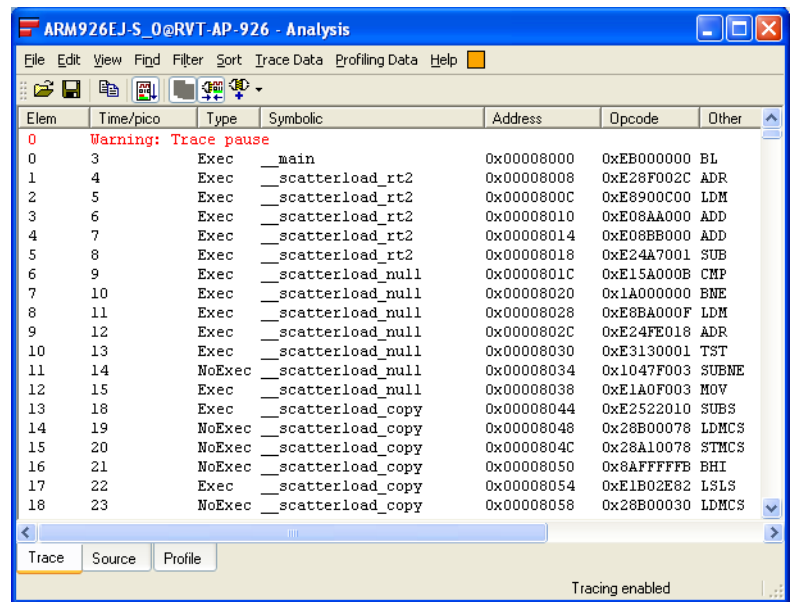 ARM926EJ-S_0@RVT-AP-926 - Analysis
File Edit View Find Filter Sort Trace Data Profiling Data Help
Elem Time/pico Type Symbolic Address Opcode Other
0 Warning: Trace pause
0 3 Exec __main 0x00008000 0xEB000000 BL
1 4 Exec __scatterload_rt2 0x00008008 0xE28F002C ADR
2 5 Exec __scatterload_rt2 0x0000800C 0xE8900C00 LDM
3 6 Exec __scatterload_rt2 0x00008010 0xE08AA000 ADD
4 7 Exec __scatterload_rt2 0x00008014 0xE08BB000 ADD
5 8 Exec __scatterload_rt2 0x00008018 0xE24A7001 SUB
6 9 Exec __scatterload_null 0x0000801C 0xE15A000B CMP
7 10 Exec __scatterload_null 0x00008020 0x1A000000 BNE
8 11 Exec __scatterload_null 0x00008028 0xE8BA000F LDM
9 12 Exec __scatterload_null 0x0000802C 0xE24FE018 ADR
10 13 Exec __scatterload_null 0x00008030 0xE3130001 TST
11 14 NoExec __scatterload_null 0x00008034 0x1047F003 SUBNE
12 15 Exec __scatterload_null 0x00008038 0xE1A0F003 MOV
13 18 Exec __scatterload_copy 0x00008044 0xE2522010 SUBS
14 19 NoExec __scatterload_copy 0x00008048 0x28B00078 LDMCS
15 20 NoExec __scatterload_copy 0x0000804C 0x28A10078 STMCS
16 21 NoExec __scatterload_copy 0x00008050 0x8AFFFFFB BHI
17 22 Exec __scatterload_copy 0x00008054 0xE1B02E82 LSLS
18 23 NoExec __scatterload_copy 0x00008058 0x28B00030 LDMCS
Trace Source Profile
Tracing enabled